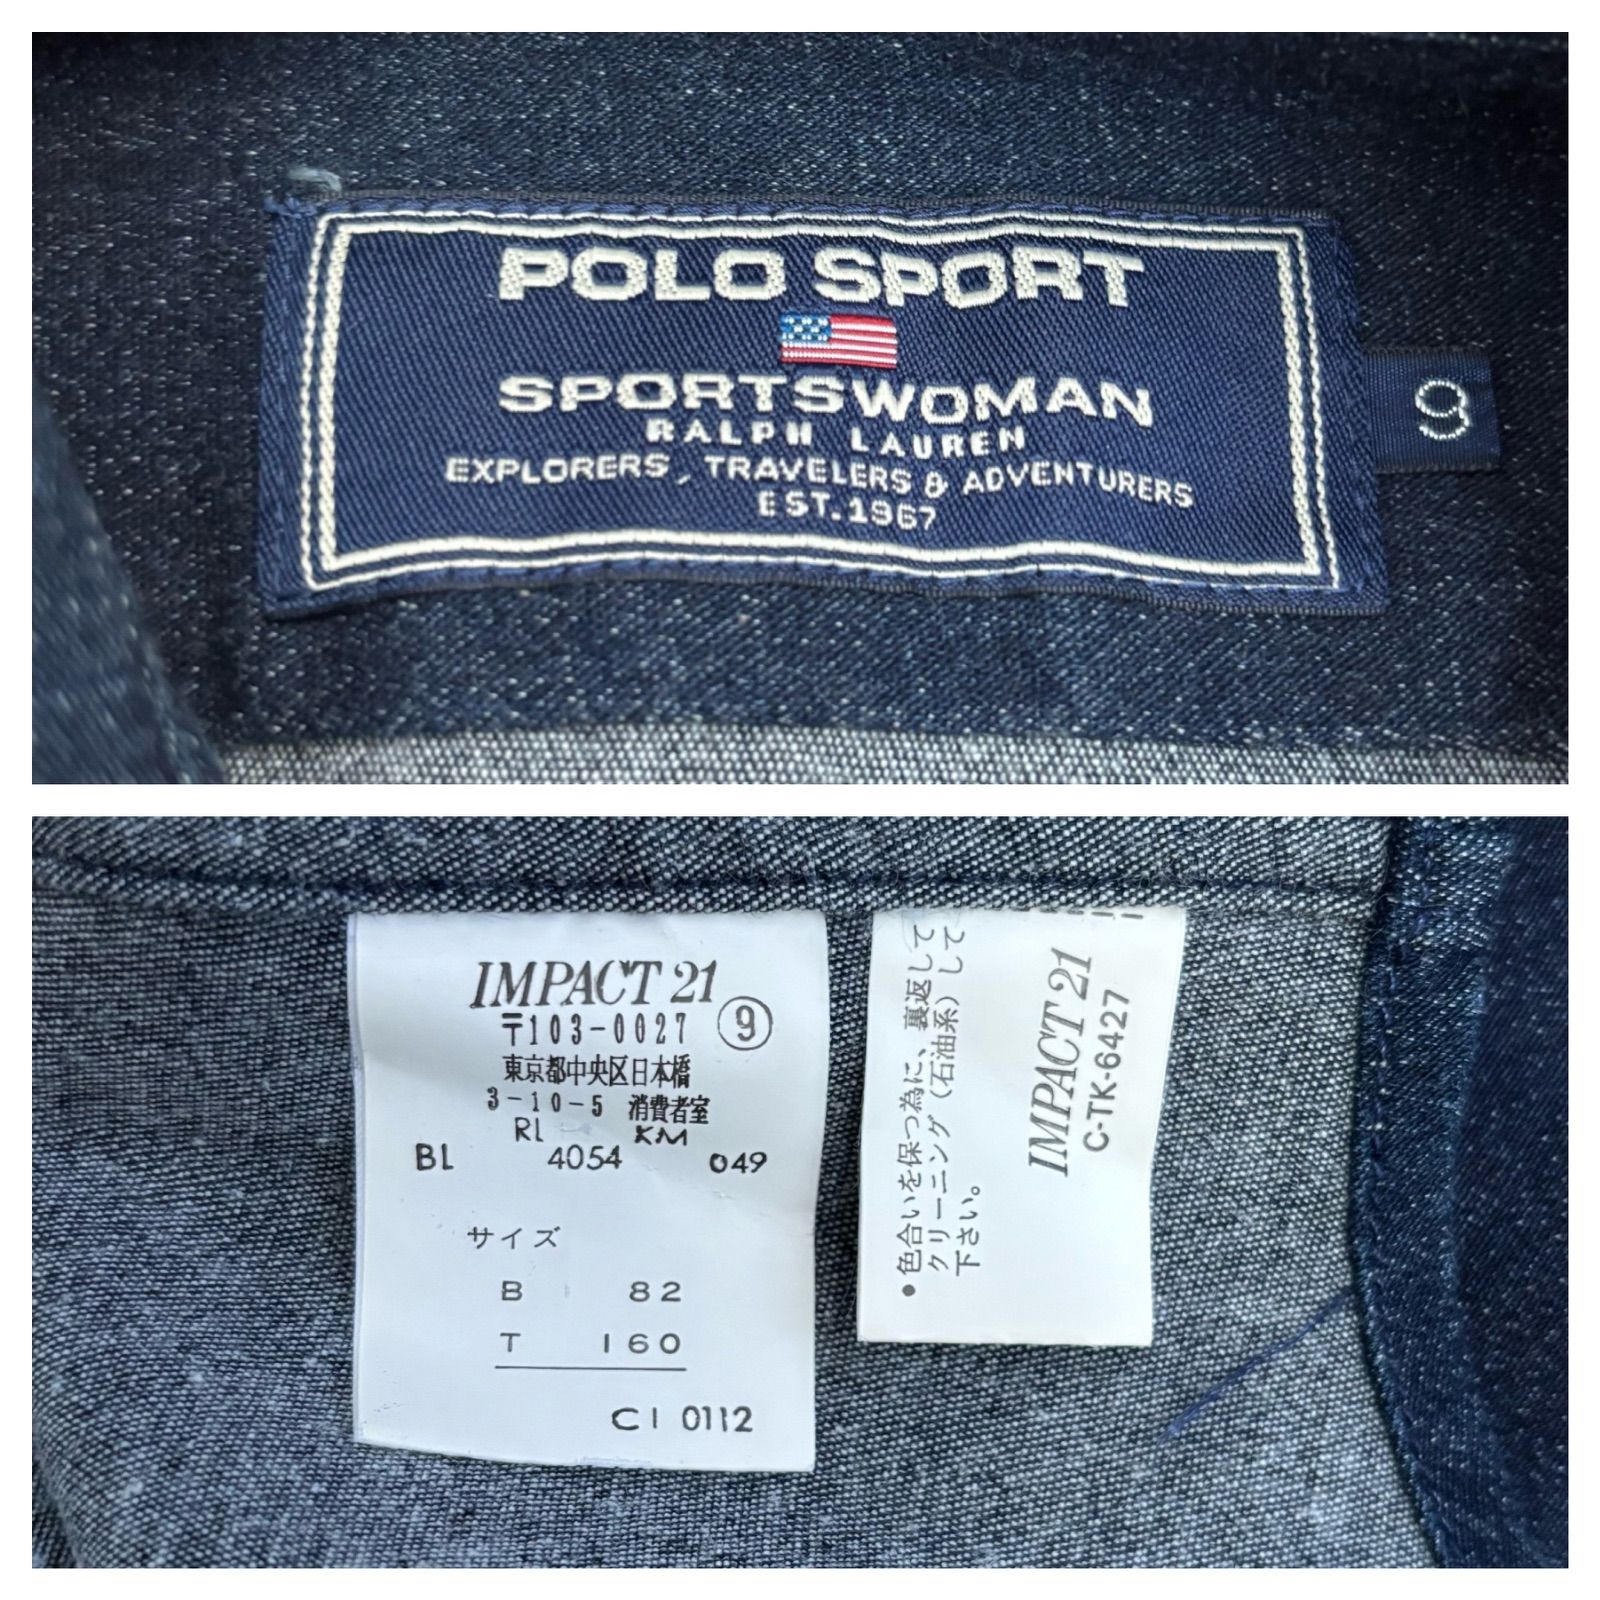 POLO SPORT
SPORTSWOMAN
RALPH LAUREN
EXPLORERS, TRAVELERS & ADVENTURERS
EST. 1967
9
IMPACT 21
〒103-0027 ⑨
東京都中央区日本橋
3-10-5 消費者室
RL KM
BL 4054 049
サイズ
B 82
T 160
CI 0112
●色合いを保つ為に、裏返して
クリーニング(石油系)して
下さい。
IMPACT 21
C-TK-6427